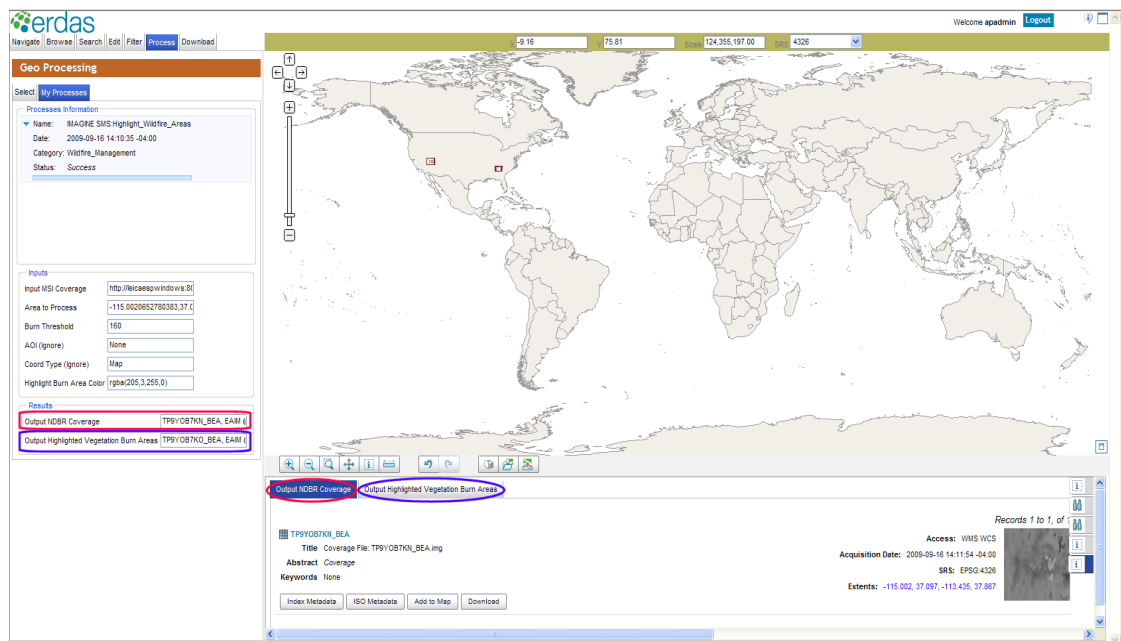 erdas
Welcome apadmin Logout
Navigate Browse Search Edit Filter Process Download
X -9.16 Y 75.81 Scale 124,355,197.00 SRS 4326
Geo Processing
Select My Processes
Processes Information
Name: IMAGINE SMS:Highlight_Wildfire_Areas
Date: 2009-09-16 14:10:35 -04:00
Category: Wildfire_Management
Status: Success
Inputs
Input MSI Coverage http://leicaespwindows:8(
Area to Process -115.0020652780383,37.(
Burn Threshold 160
AOI (Ignore) None
Coord Type (Ignore) Map
Highlight Burn Area Color rgba(205,3,255,0)
Results
Output NDBR Coverage TP9YOB7KN_BEA, EAIM (
Output Highlighted Vegetation Burn Areas TP9YOB7KO_BEA, EAIM (
Output NDBR Coverage Output Highlighted Vegetation Burn Areas
Records 1 to 1, of
TP9YOB7KN_BEA
Title Coverage File: TP9YOB7KN_BEA.img
Abstract Coverage
Keywords None
Access: WMS WCS
Acquisition Date: 2009-09-16 14:11:54 -04:00
SRS: EPSG:4326
Extents: -115.002, 37.097, -113.435, 37.867
Index Metadata ISO Metadata Add to Map Download